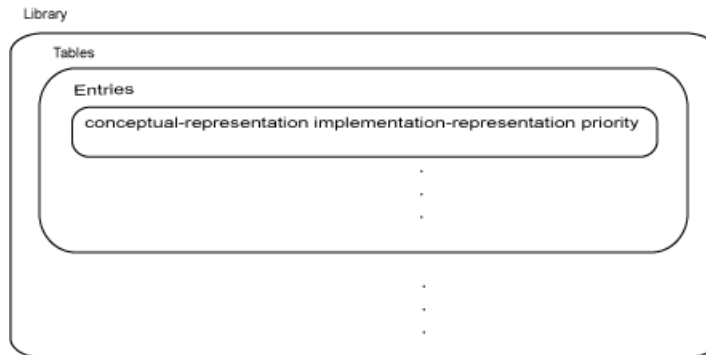 Library
Tables
Entries
conceptual-representation implementation-representation priority